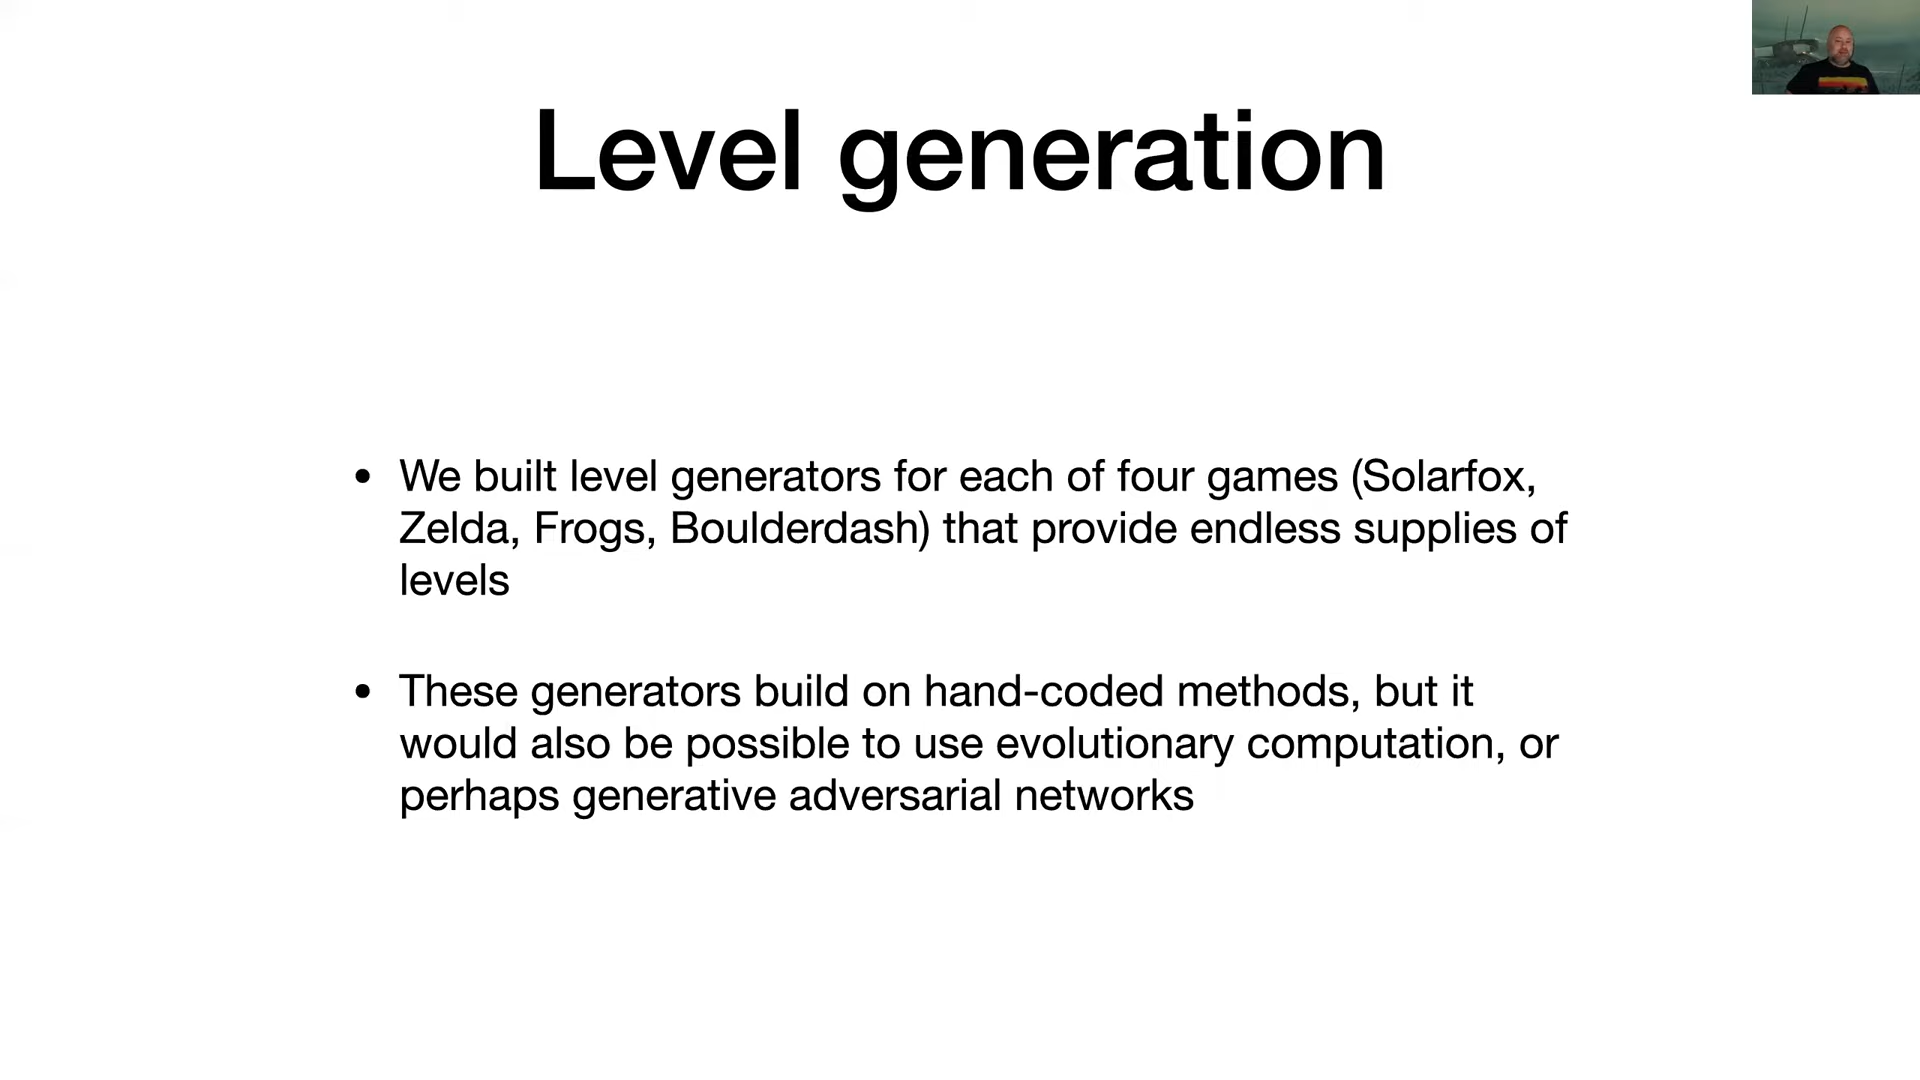 Level generation
• We built level generators for each of four games (Solarfox,
Zelda, Frogs, Boulderdash) that provide endless supplies of
levels
• These generators build on hand-coded methods, but it
would also be possible to use evolutionary computation, or
perhaps generative adversarial networks